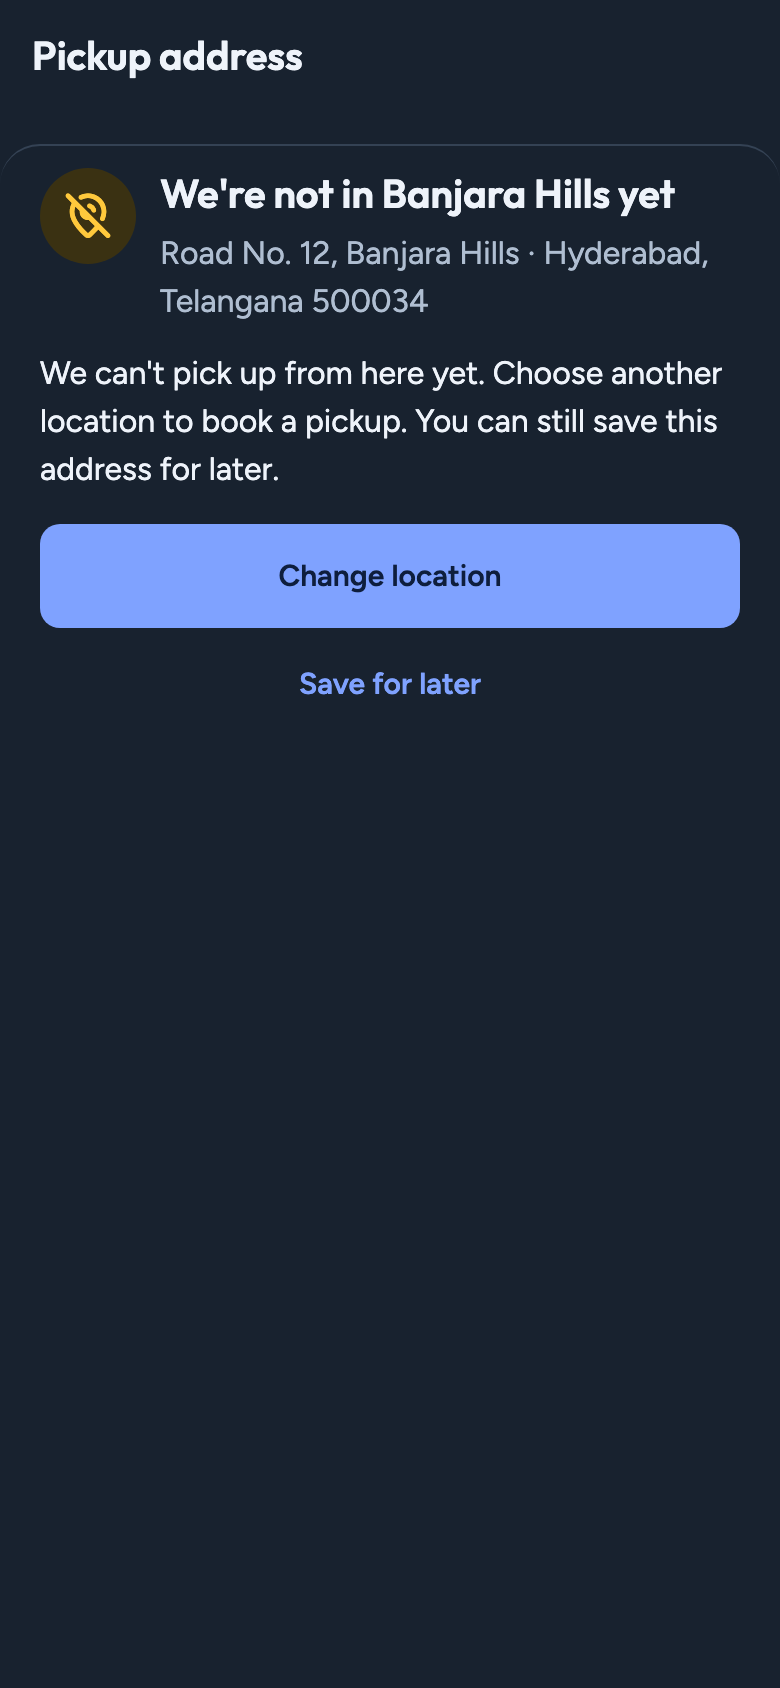 Pickup address
We're not in Banjara Hills yet
Road No. 12, Banjara Hills · Hyderabad,
Telangana 500034
We can't pick up from here yet. Choose another
location to book a pickup. You can still save this
address for later.
Change location
Save for later